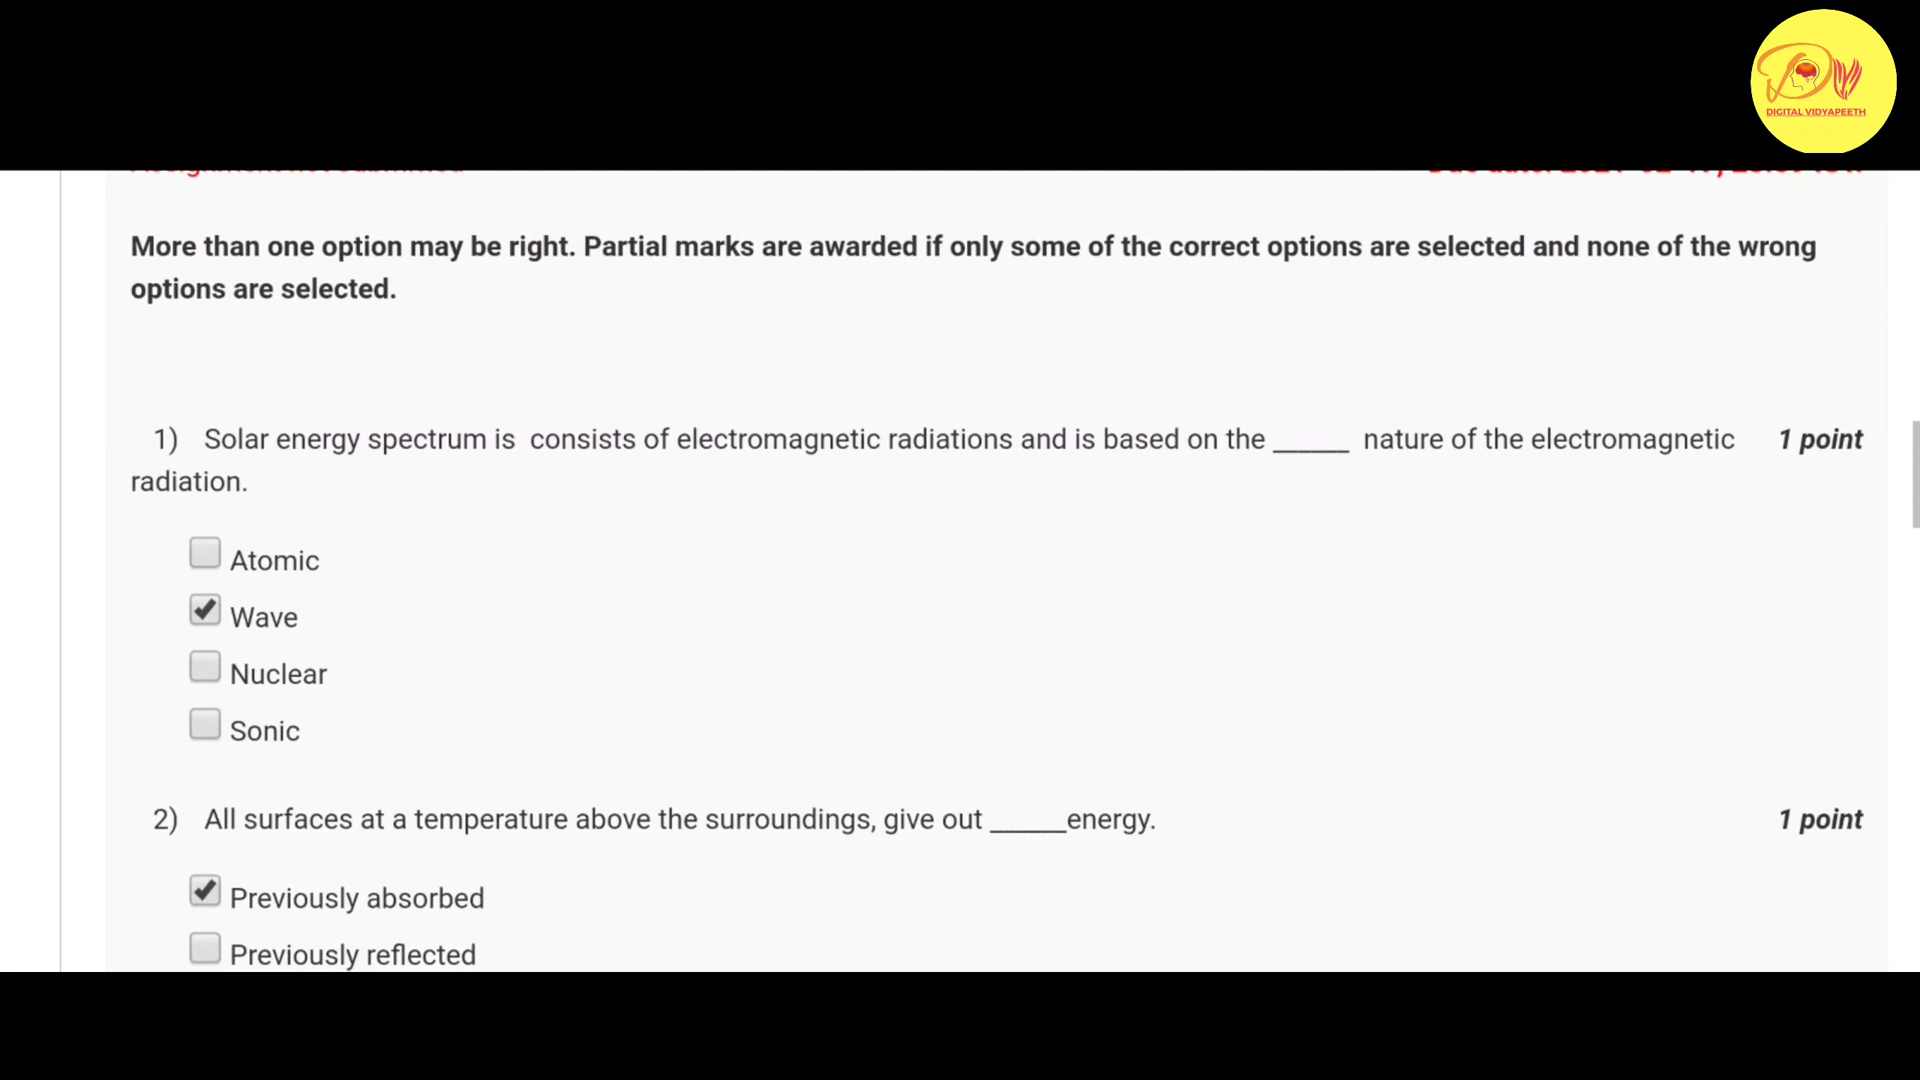 DIGITAL VIDYAPEETH
More than one option may be right. Partial marks are awarded if only some of the correct options are selected and none of the wrong
options are selected.
1) Solar energy spectrum is consists of electromagnetic radiations and is based on the ______ nature of the electromagnetic 1 point
radiation.
Atomic
Wave
Nuclear
Sonic
2) All surfaces at a temperature above the surroundings, give out ______energy. 1 point
Previously absorbed
Previously reflected